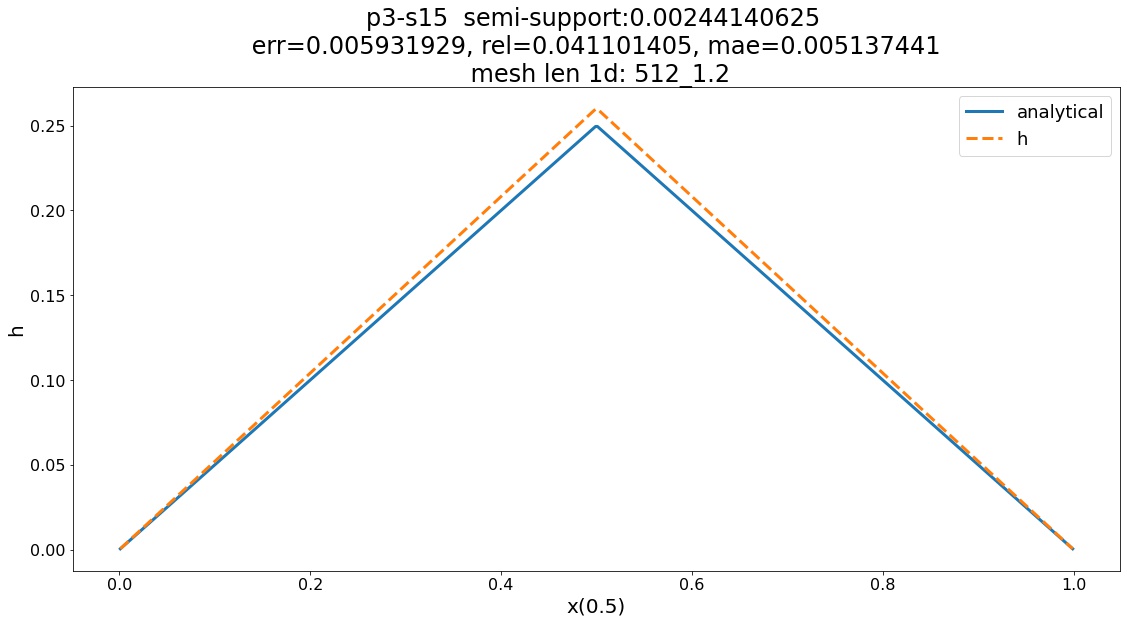 p3-s15  semi-support:0.00244140625
err=0.005931929, rel=0.041101405, mae=0.005137441
mesh len 1d: 512_1.2
analytical
h
0.25
0.20
0.15
0.10
0.05
0.00
h
0.0 0.2 0.4 0.6 0.8 1.0
x(0.5)